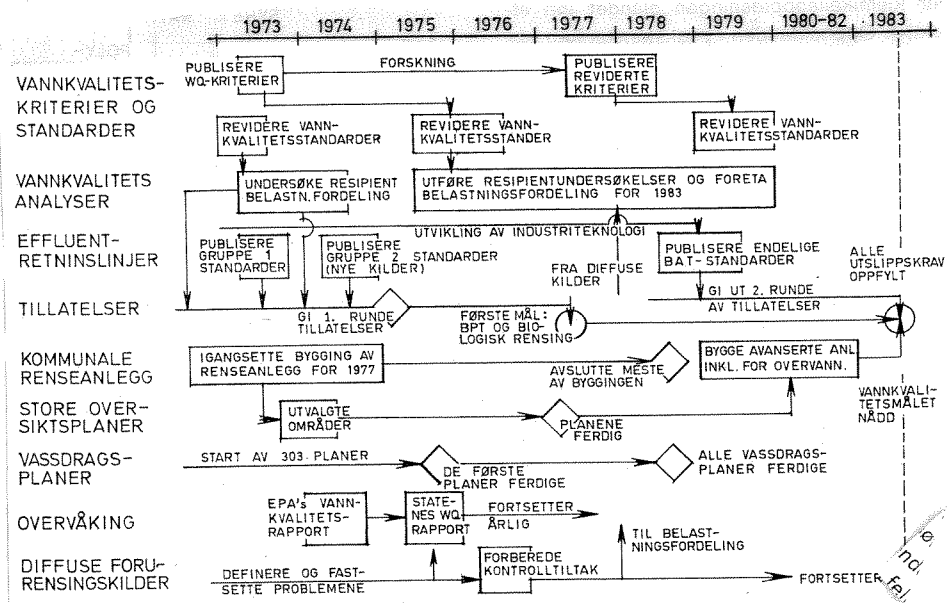 1973 1974 1975 1976 1977 1978 1979 1980-82 1983
VANNKVALITETS-
KRITERIER OG
STANDARDER
PUBLISERE
WQ-KRITERIER
FORSKNING
PUBLISERE
REVIDERTE
KRITERIER
REVIDERE VANN-
KVALITETSSTANDARDER
REVIDERE VANN-
KVALITETSSTANDER
REVIDERE VANN-
KVALITETSSTANDARDER
VANNKVALITETS
ANALYSER
UNDERSØKE RESIPIENT
BELASTN. FORDELING
UTFØRE RESIPIENTUNDERSØKELSER OG FORETA
BELASTNINGSFORDELING FOR 1983
EFFLUENT-
RETNINSLINJER
UTVIKLING AV INDUSTRITEKNOLOGI
PUBLISERE
GRUPPE 1
STANDARDER
PUBLISERE
GRUPPE 2 STANDARDER
(NYE KILDER)
FRA DIFFUSE
KILDER
PUBLISERE ENDELIGE
BAT-STANDARDER
ALLE
UTSLIPPSKRAV
OPPFYLT
TILLATELSER
GI 1. RUNDE
TILLATELSER
FØRSTE MÅL:
BPT OG BIO-
LOGISK RENSING
GI UT 2. RUNDE
AV TILLATELSER
KOMMUNALE
RENSEANLEGG
IGANGSETTE BYGGING AV
RENSEANLEGG FOR 1977
AVSLUTTE MESTE
AV BYGGINGEN
BYGGE AVANSERTE ANL
INKL. FOR OVERVANN.
VANNKVALI-
TETSMÅLET
NÅDD
STORE OVER-
SIKTSPLANER
UTVALGTE
OMRÅDER
PLANENE
FERDIG
VASSDRAGS-
PLANER
START AV 303 PLANER
DE FØRSTE
PLANER FERDIGE
ALLE VASSDRAGS-
PLANER FERDIGE
OVERVÅKING
EPA's VANN-
KVALITETS-
RAPPORT
STATE-
NES WQ
RAPPORT
FORTSETTER
ÅRLIG
TIL BELAST-
NINGSFORDELING
DIFFUSE FORU-
RENSINGSKILDER
DEFINERE OG FAST-
SETTE PROBLEMENE
FORBEREDE
KONTROLLTILTAK
FORTSETTER
ø.
nd.
fel.